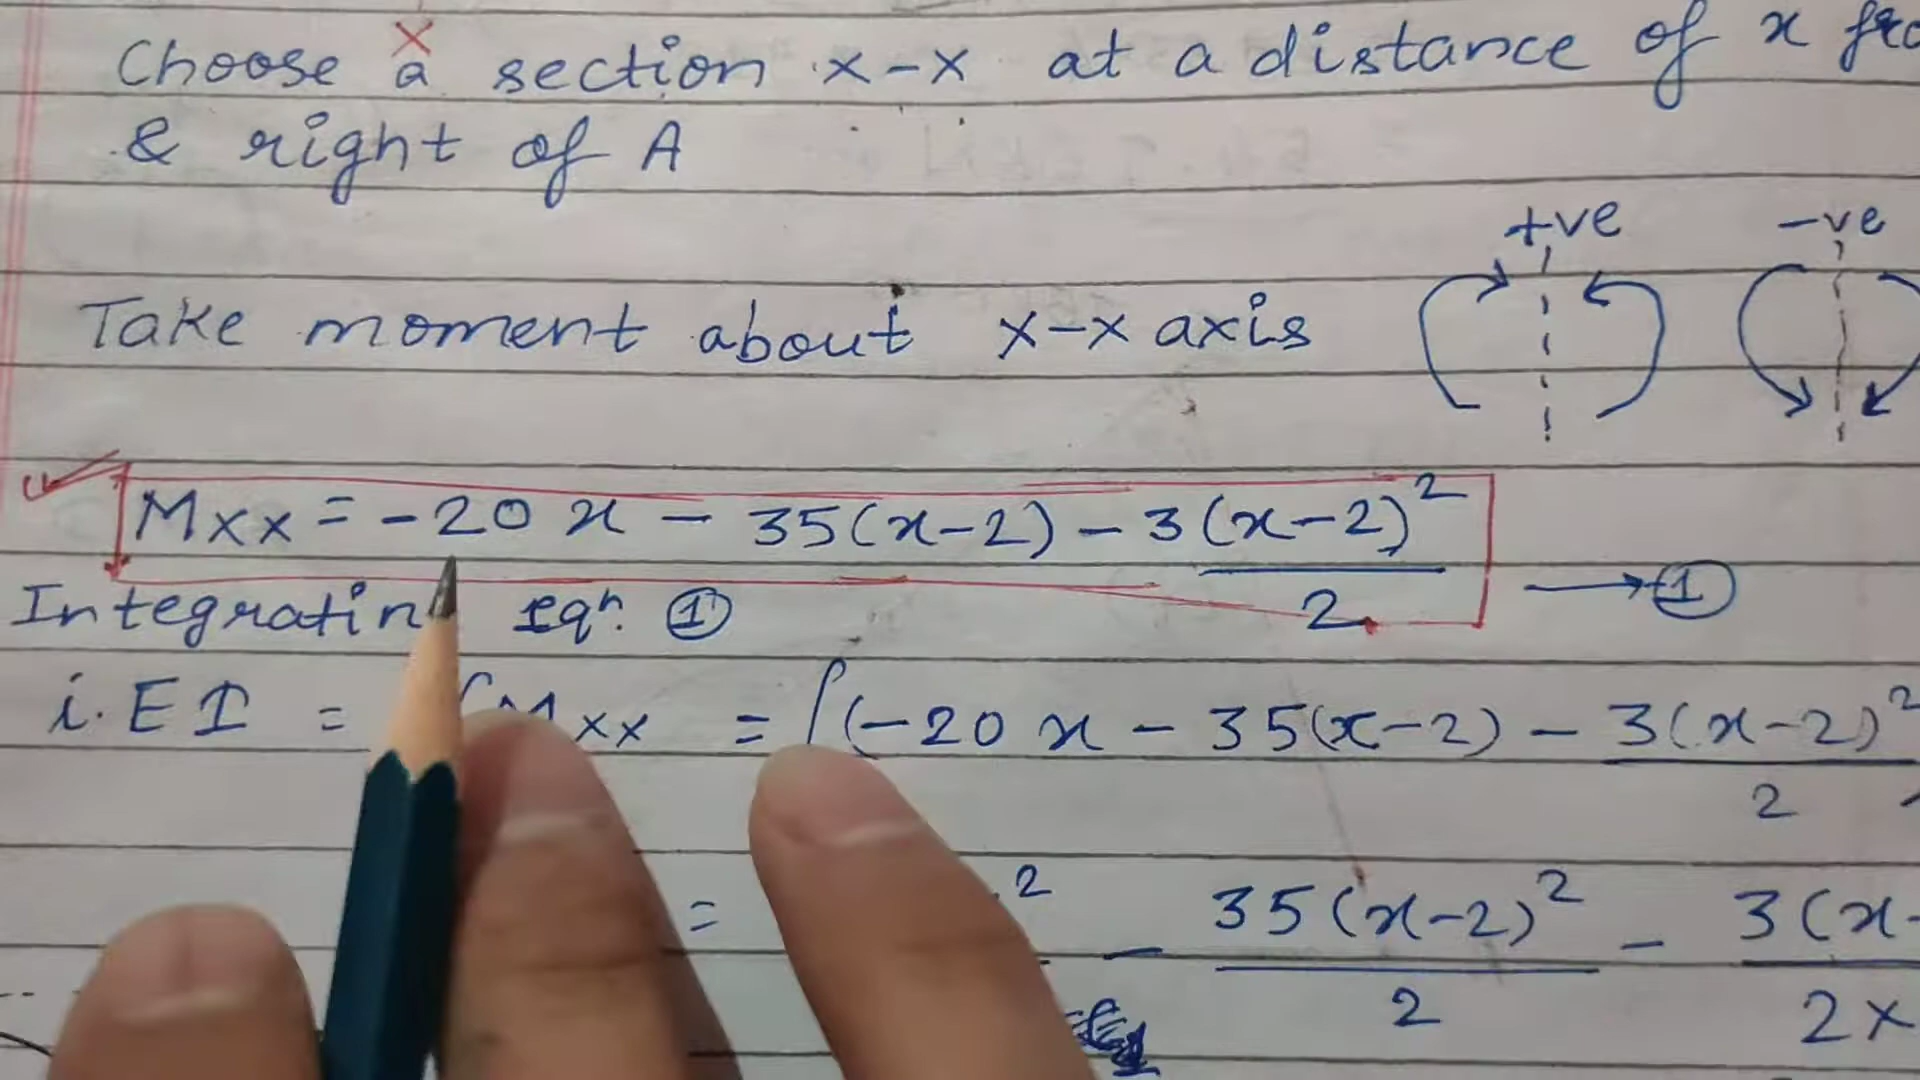 Choose a section x-x at a distance of x
& right of A
+ve -ve
Take moment about x-x axis
Mxx = -20x - 35(x-2) - 3(x-2)²/2 → ①
Integratin eqⁿ. ①
i.EI = ∫Mxx = ∫(-20x - 35(x-2) - 3(x-2)²/2
= ² - 35(x-2)²/2 - 3(x-/2x